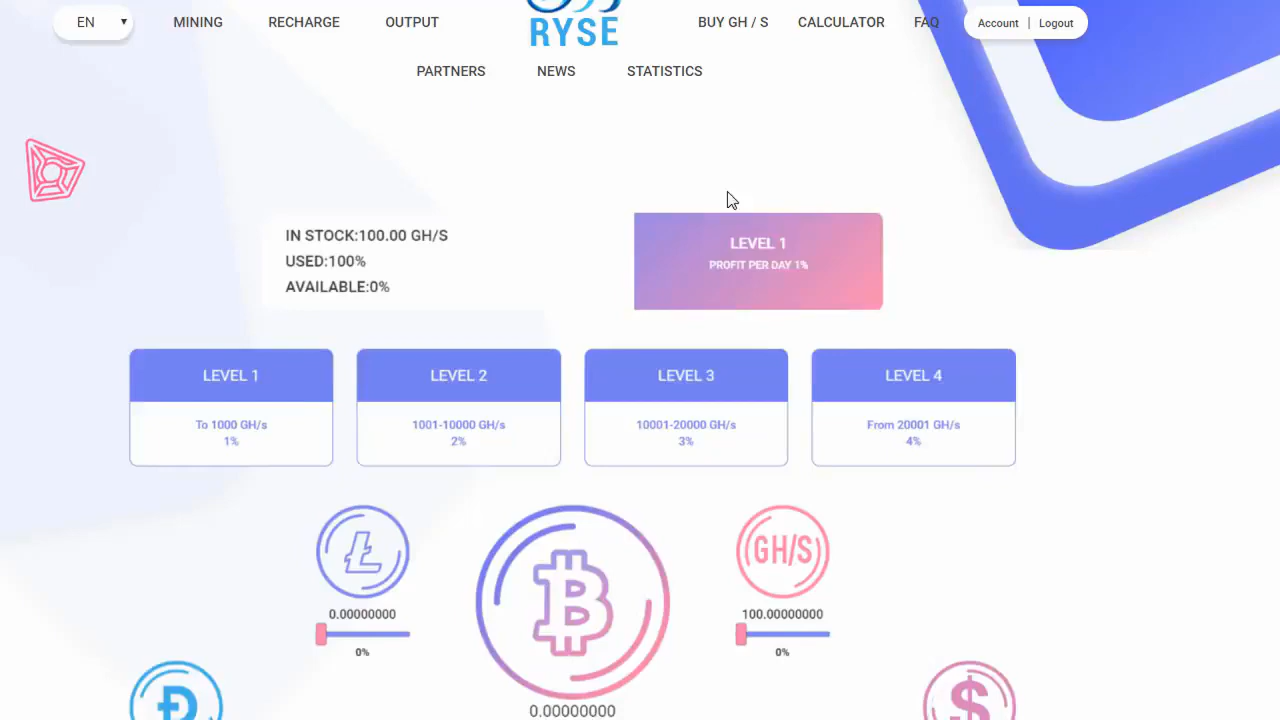 EN ▼ MINING RECHARGE OUTPUT RYSE BUY GH / S CALCULATOR FAQ Account | Logout
PARTNERS NEWS STATISTICS
IN STOCK:100.00 GH/S
USED:100%
AVAILABLE:0%
LEVEL 1
PROFIT PER DAY 1%
LEVEL 1
To 1000 GH/s
1%
LEVEL 2
1001-10000 GH/s
2%
LEVEL 3
10001-20000 GH/s
3%
LEVEL 4
From 20001 GH/s
4%
0.00000000
0%
0.00000000
GH/S
100.00000000
0%